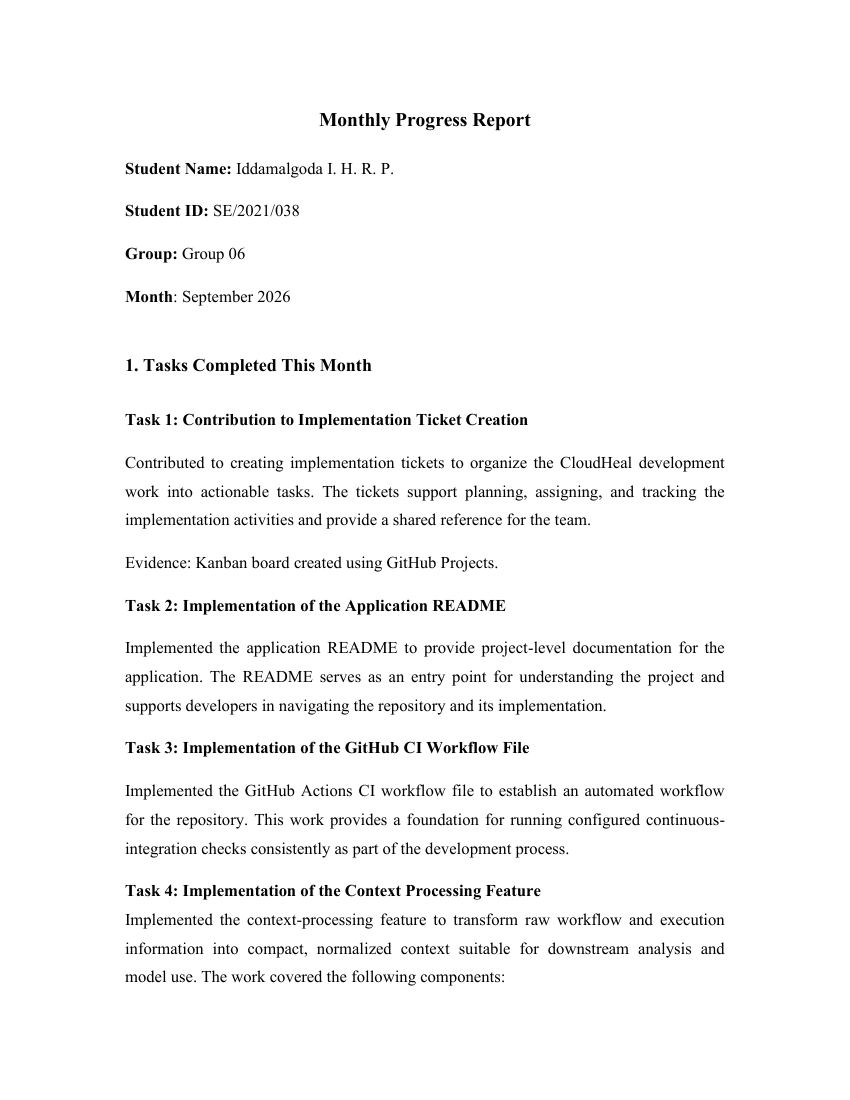 Monthly Progress Report
Student Name: Iddamalgoda I. H. R. P.
Student ID: SE/2021/038
Group: Group 06
Month: September 2026
1. Tasks Completed This Month
Task 1: Contribution to Implementation Ticket Creation
Contributed to creating implementation tickets to organize the CloudHeal development
work into actionable tasks. The tickets support planning, assigning, and tracking the
implementation activities and provide a shared reference for the team.
Evidence: Kanban board created using GitHub Projects.
Task 2: Implementation of the Application README
Implemented the application README to provide project-level documentation for the
application. The README serves as an entry point for understanding the project and
supports developers in navigating the repository and its implementation.
Task 3: Implementation of the GitHub CI Workflow File
Implemented the GitHub Actions CI workflow file to establish an automated workflow
for the repository. This work provides a foundation for running configured continuous-
integration checks consistently as part of the development process.
Task 4: Implementation of the Context Processing Feature
Implemented the context-processing feature to transform raw workflow and execution
information into compact, normalized context suitable for downstream analysis and
model use. The work covered the following components: